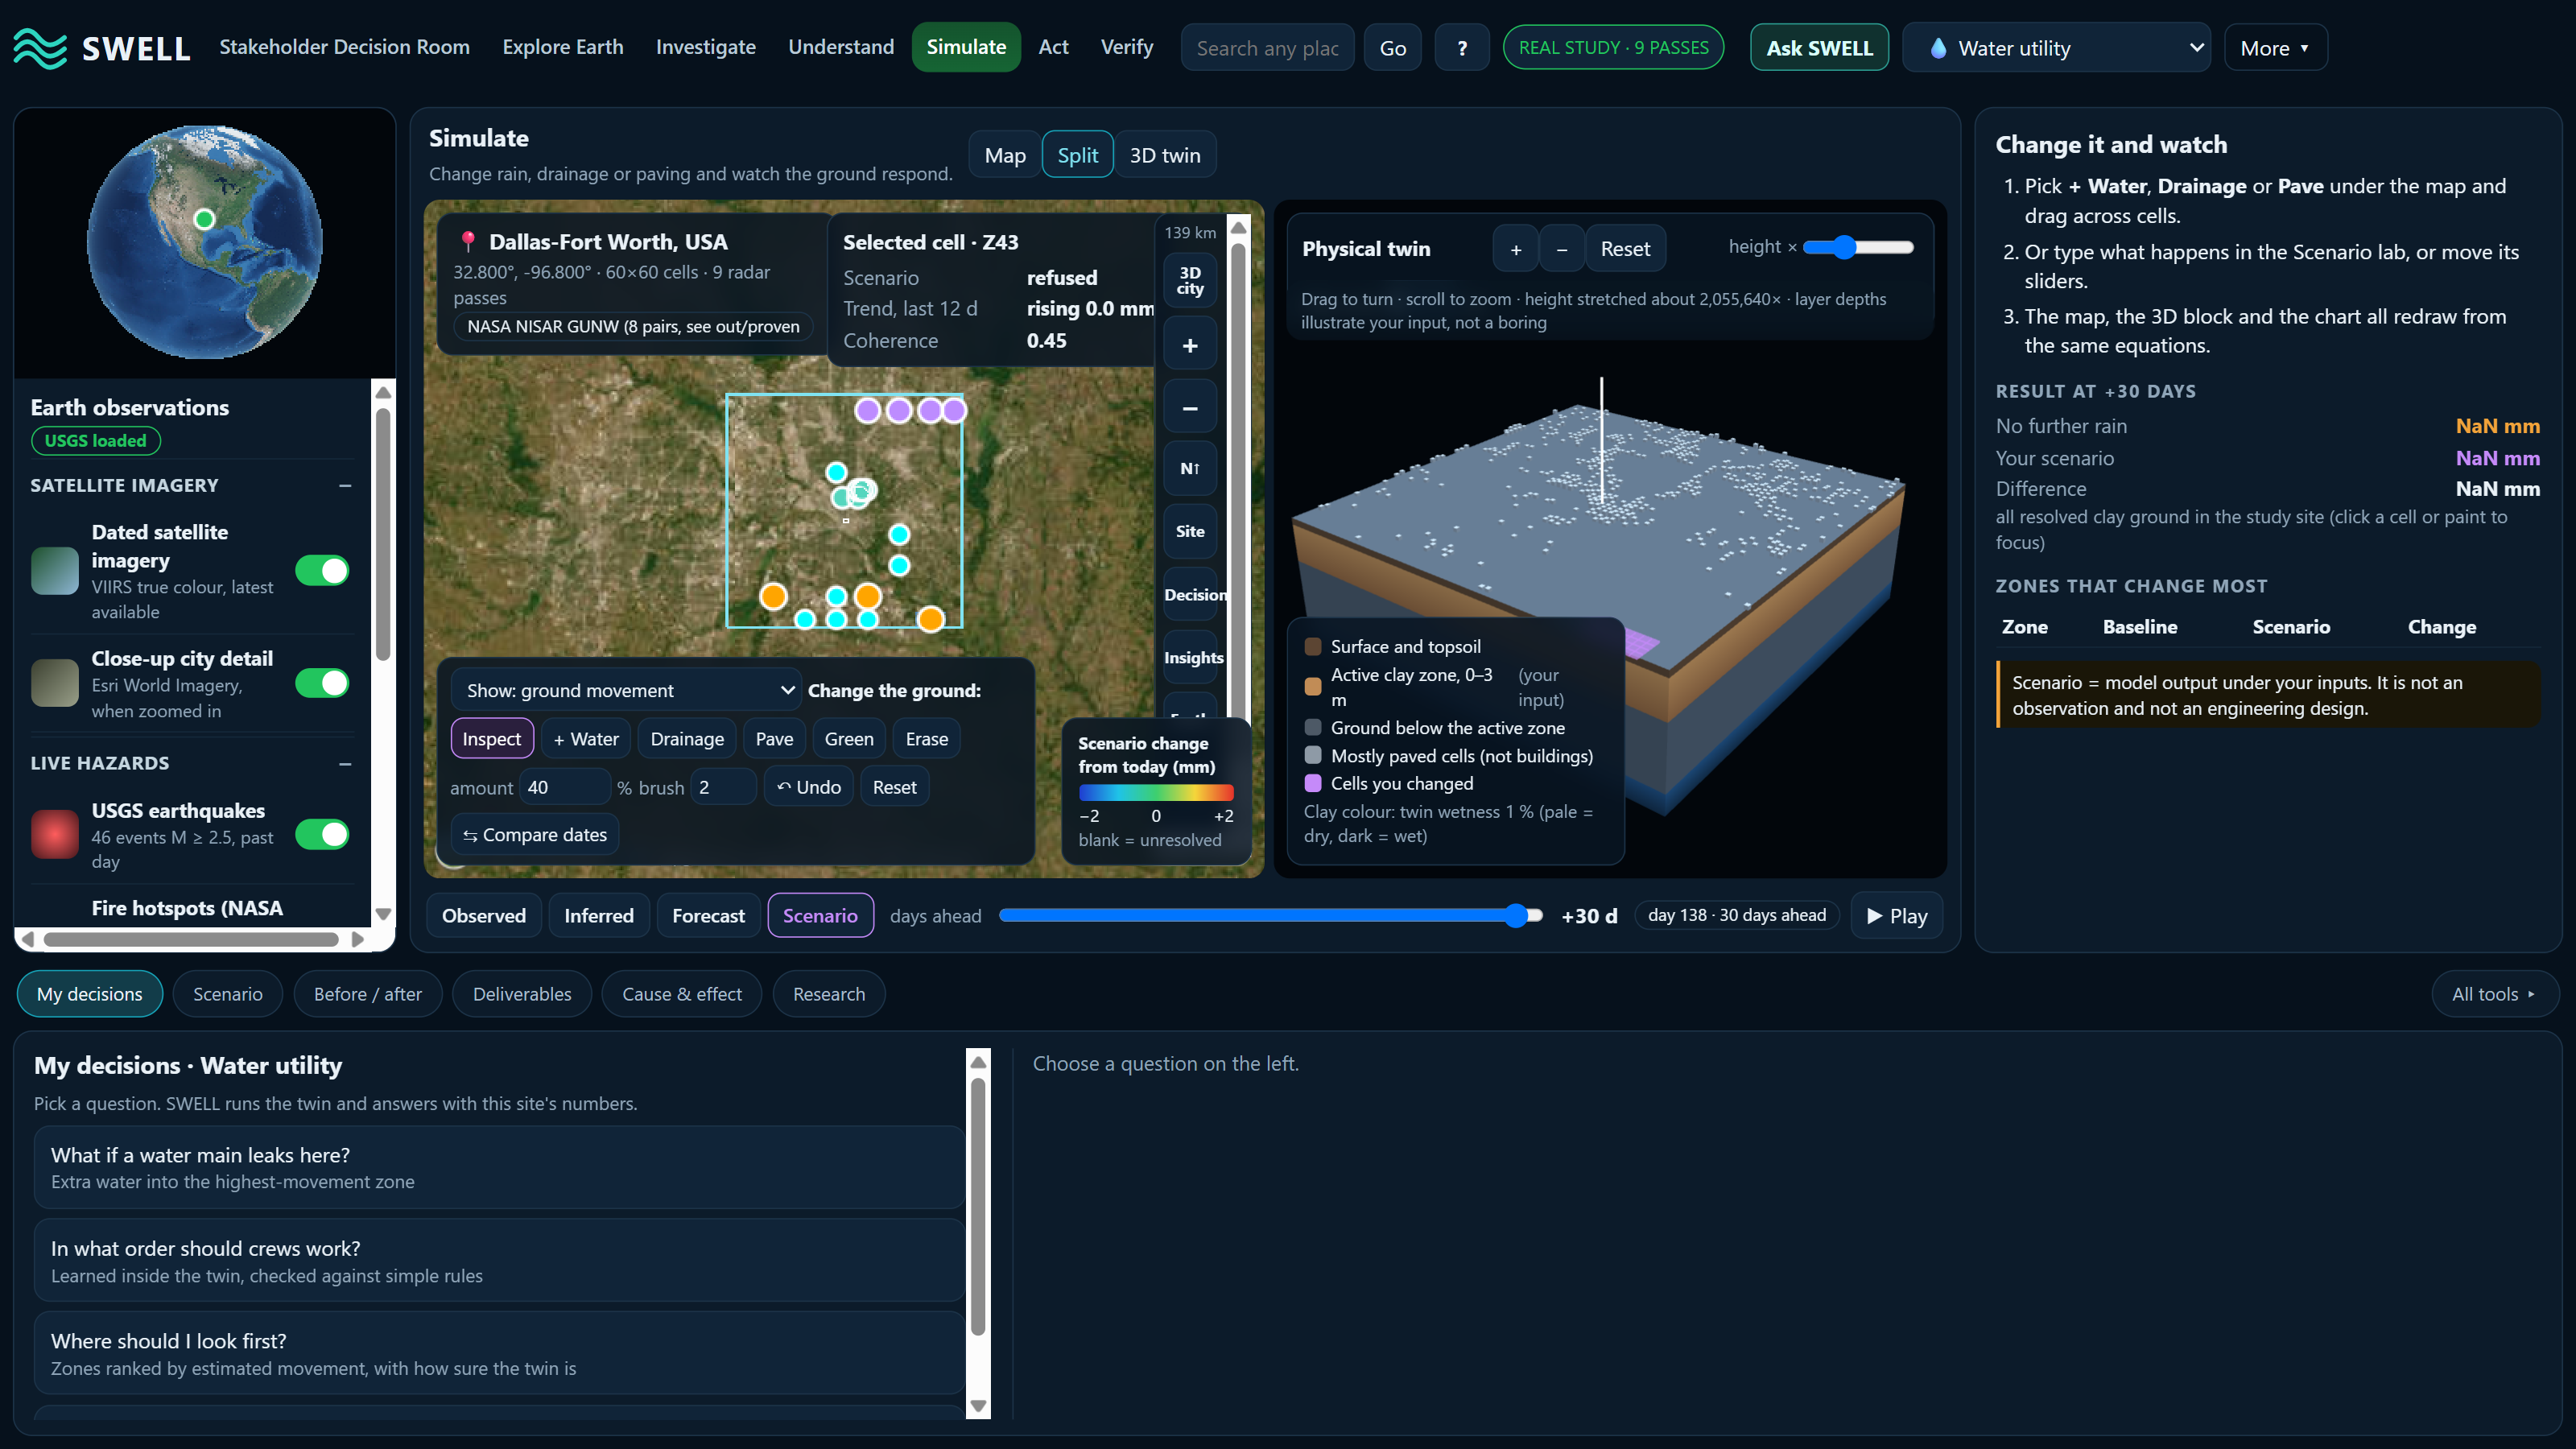 SWELL
Stakeholder Decision Room
Explore Earth
Investigate
Understand
Simulate
Act
Verify
Search any plac
Go
?
REAL STUDY · 9 PASSES
Ask SWELL
Water utility
More ▾
Earth observations
USGS loaded
SATELLITE IMAGERY
–
Dated satellite
imagery
VIIRS true colour, latest
available
Close-up city detail
Esri World Imagery,
when zoomed in
LIVE HAZARDS
–
USGS earthquakes
46 events M ≥ 2.5, past
day
Fire hotspots (NASA
Simulate
Change rain, drainage or paving and watch the ground respond.
Map
Split
3D twin
Dallas-Fort Worth, USA
32.800°, -96.800° · 60×60 cells · 9 radar
passes
NASA NISAR GUNW (8 pairs, see out/proven
Selected cell · Z43
Scenario refused
Trend, last 12 d rising 0.0 mm
Coherence 0.45
139 km
3D
city
+
−
N↑
Site
Decision
Insights
Show: ground movement
Change the ground:
Inspect
+ Water
Drainage
Pave
Green
Erase
amount 40 % brush 2
↶ Undo
Reset
⇆ Compare dates
Scenario change
from today (mm)
−2 0 +2
blank = unresolved
Physical twin
+
−
Reset
height ×
Drag to turn · scroll to zoom · height stretched about 2,055,640× · layer depths
illustrate your input, not a boring
Surface and topsoil
Active clay zone, 0–3
m
(your
input)
Ground below the active zone
Mostly paved cells (not buildings)
Cells you changed
Clay colour: twin wetness 1 % (pale =
dry, dark = wet)
Observed
Inferred
Forecast
Scenario
days ahead
+30 d
day 138 · 30 days ahead
▶ Play
Change it and watch
1. Pick + Water, Drainage or Pave under the map and
drag across cells.
2. Or type what happens in the Scenario lab, or move its
sliders.
3. The map, the 3D block and the chart all redraw from
the same equations.
RESULT AT +30 DAYS
No further rain NaN mm
Your scenario NaN mm
Difference NaN mm
all resolved clay ground in the study site (click a cell or paint to
focus)
ZONES THAT CHANGE MOST
Zone Baseline Scenario Change
Scenario = model output under your inputs. It is not an
observation and not an engineering design.
My decisions
Scenario
Before / after
Deliverables
Cause & effect
Research
All tools ▸
My decisions · Water utility
Pick a question. SWELL runs the twin and answers with this site's numbers.
What if a water main leaks here?
Extra water into the highest-movement zone
In what order should crews work?
Learned inside the twin, checked against simple rules
Where should I look first?
Zones ranked by estimated movement, with how sure the twin is
Choose a question on the left.